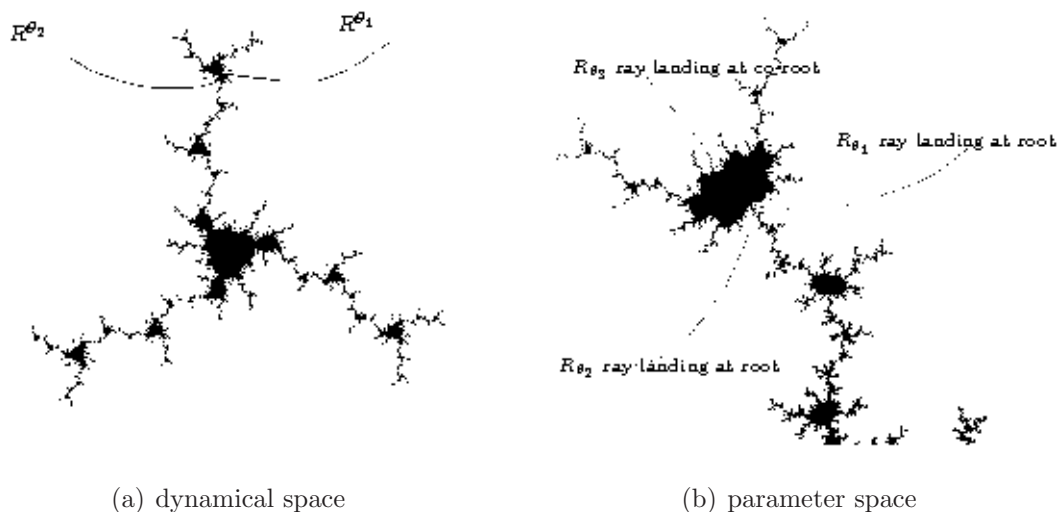 R^θ2
R^θ1
R_θ3 ray landing at co-root
R_θ1 ray landing at root
R_θ2 ray landing at root
(a) dynamical space
(b) parameter space